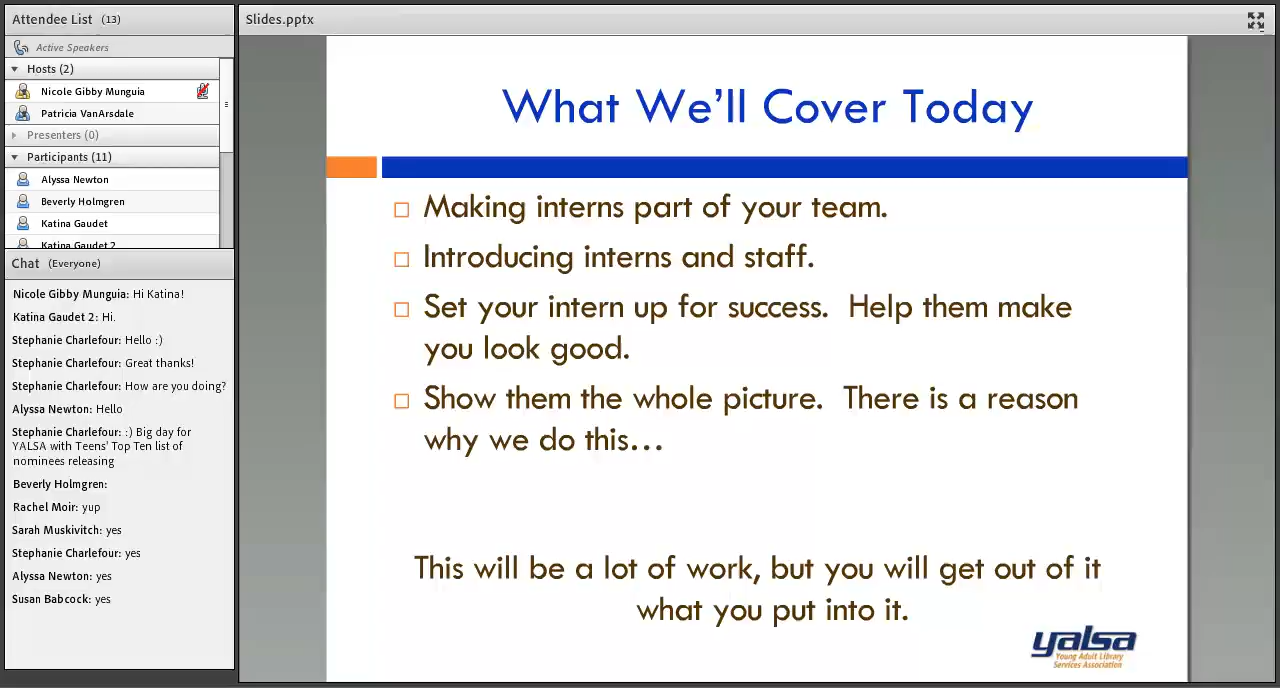 Attendee List (13)
Active Speakers
Hosts (2)
Nicole Gibby Munguia
Patricia VanArsdale
Presenters (0)
Participants (11)
Alyssa Newton
Beverly Holmgren
Katina Gaudet
Katina Gaudet 2
Chat (Everyone)
Nicole Gibby Munguia: Hi Katina!
Katina Gaudet 2: Hi.
Stephanie Charlefour: Hello :)
Stephanie Charlefour: Great thanks!
Stephanie Charlefour: How are you doing?
Alyssa Newton: Hello
Stephanie Charlefour: :) Big day for
YALSA with Teens' Top Ten list of
nominees releasing
Beverly Holmgren:
Rachel Moir: yup
Sarah Muskivitch: yes
Stephanie Charlefour: yes
Alyssa Newton: yes
Susan Babcock: yes
Slides.pptx
What We'll Cover Today
Making interns part of your team.
Introducing interns and staff.
Set your intern up for success.  Help them make
you look good.
Show them the whole picture.  There is a reason
why we do this…
This will be a lot of work, but you will get out of it
what you put into it.
yalsa
Young Adult Library
Services Association